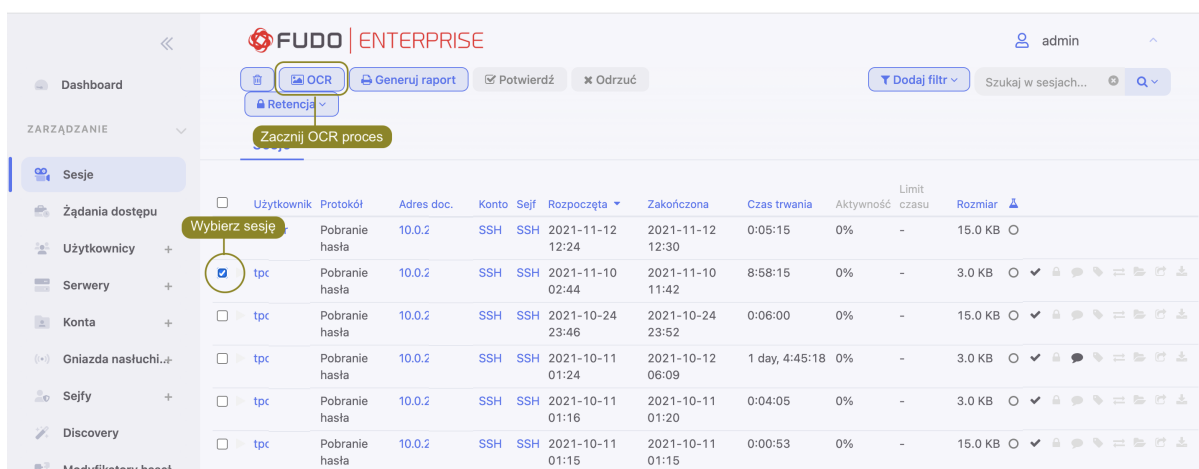 FUDO ENTERPRISE
admin
Dashboard
OCR
Generuj raport
Potwierdź
Odrzuć
Dodaj filtr
Szukaj w sesjach...
Retencja
ZARZĄDZANIE
Zacznij OCR proces
Sesje
Żądania dostępu
Użytkownicy
Serwery
Konta
Gniazda nasłuchi...
Sejfy
Discovery
Użytkownik Protokół Adres doc. Konto Sejf Rozpoczęta Zakończona Czas trwania Aktywność Limit czasu Rozmiar
Wybierz sesję
Pobranie hasła 10.0.2 SSH SSH 2021-11-12 12:24 2021-11-12 12:30 0:05:15 0% - 15.0 KB
tpc Pobranie hasła 10.0.2 SSH SSH 2021-11-10 02:44 2021-11-10 11:42 8:58:15 0% - 3.0 KB
tpc Pobranie hasła 10.0.2 SSH SSH 2021-10-24 23:46 2021-10-24 23:52 0:06:00 0% - 15.0 KB
tpc Pobranie hasła 10.0.2 SSH SSH 2021-10-11 01:24 2021-10-12 06:09 1 day, 4:45:18 0% - 3.0 KB
tpc Pobranie hasła 10.0.2 SSH SSH 2021-10-11 01:16 2021-10-11 01:20 0:04:05 0% - 3.0 KB
tpc Pobranie hasła 10.0.2 SSH SSH 2021-10-11 01:15 2021-10-11 01:15 0:00:53 0% - 15.0 KB